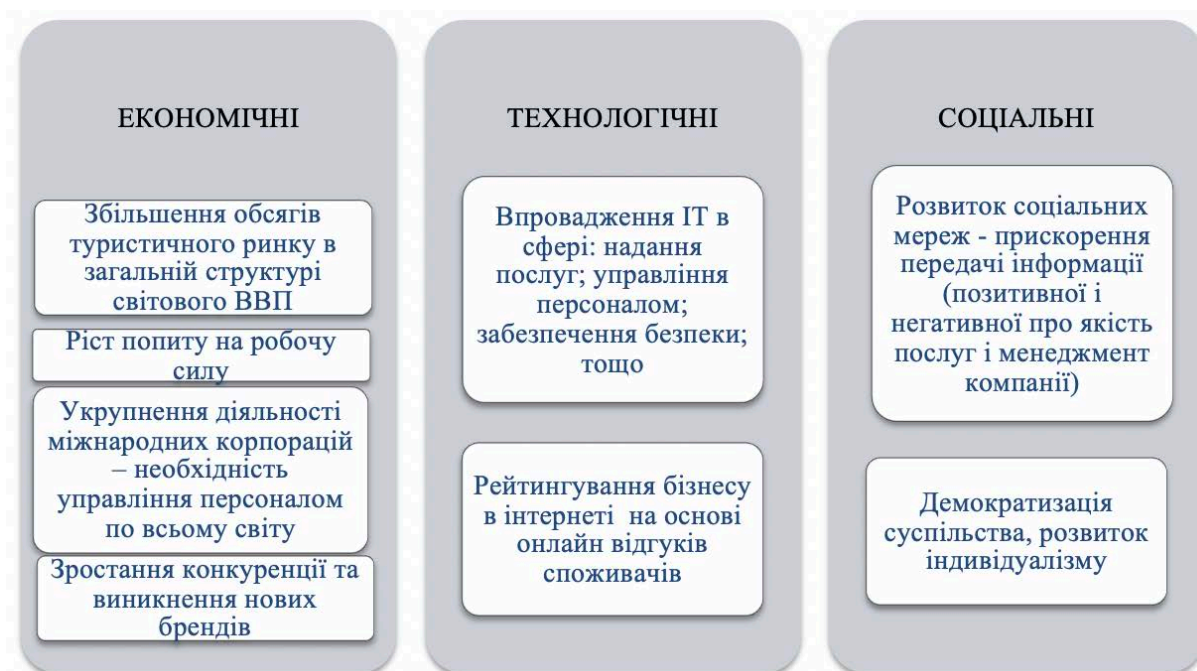 ЕКОНОМІЧНІ
Збільшення обсягів
туристичного ринку в
загальній структурі
світового ВВП
Ріст попиту на робочу
силу
Укрупнення діяльності
міжнародних корпорацій
– необхідність
управління персоналом
по всьому світу
Зростання конкуренції та
виникнення нових
брендів
ТЕХНОЛОГІЧНІ
Впровадження ІТ в
сфері: надання
послуг; управління
персоналом;
забезпечення безпеки;
тощо
Рейтингування бізнесу
в інтернеті на основі
онлайн відгуків
споживачів
СОЦІАЛЬНІ
Розвиток соціальних
мереж - прискорення
передачі інформації
(позитивної і
негативної про якість
послуг і менеджмент
компанії)
Демократизація
суспільства, розвиток
індивідуалізму